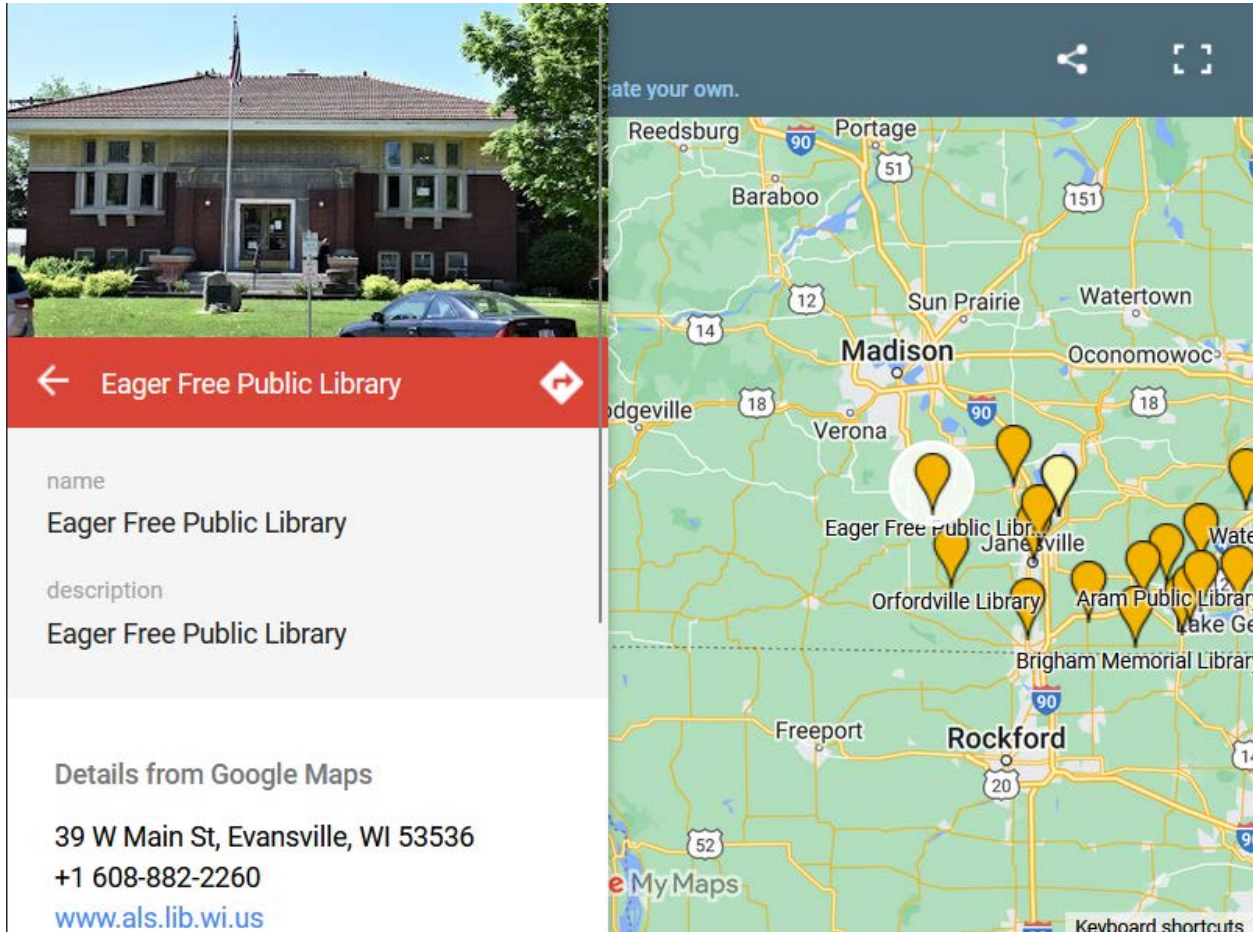 Eager Free Public Library
name
Eager Free Public Library
description
Eager Free Public Library
Details from Google Maps
39 W Main St, Evansville, WI 53536
+1 608-882-2260
www.als.lib.wi.us
ate your own.
Reedsburg
90
Portage
51
Baraboo
151
12
Sun Prairie
Watertown
14
Madison
Oconomowoc
odgeville
18
Verona
90
18
Eager Free Public Libr
Janesville
Wate
Orfordville Library
Aram Public Library
12
Lake Ge
Brigham Memorial Library
90
Freeport
Rockford
14
20
52
90
e My Maps
Keyboard shortcuts